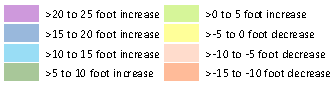 >20 to 25 foot increase
>15 to 20 foot increase
>10 to 15 foot increase
>5 to 10 foot increase
>0 to 5 foot increase
>-5 to 0 foot decrease
>-10 to -5 foot decrease
>-15 to -10 foot decrease